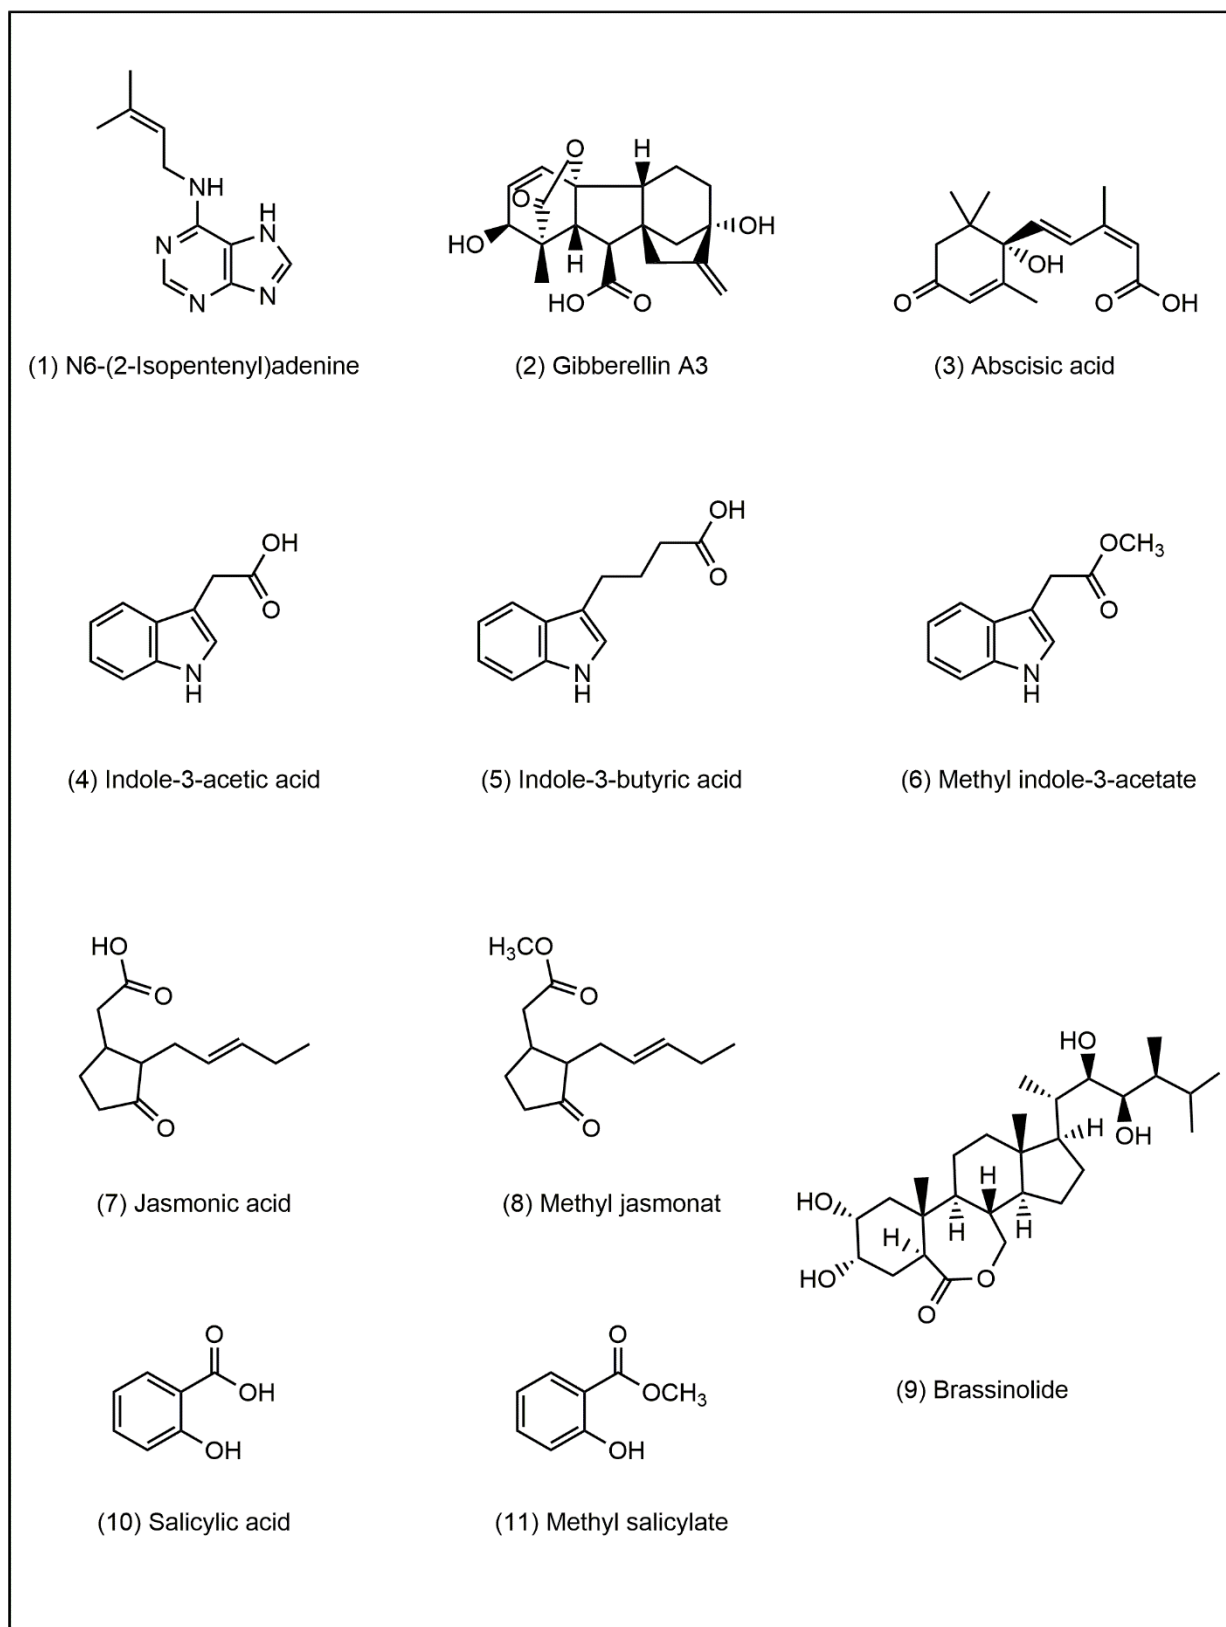 NH
H
N
N
N
N
(1) N6-(2-Isopentenyl)adenine
O
H
O
HO
OH
H
HO
O
(2) Gibberellin A3
OH
O
O
OH
(3) Abscisic acid
OH
O
N
H
(4) Indole-3-acetic acid
OH
O
N
H
(5) Indole-3-butyric acid
OCH3
O
N
H
(6) Methyl indole-3-acetate
HO
O
O
(7) Jasmonic acid
H3CO
O
O
(8) Methyl jasmonat
HO
H
OH
H
HO
H
H
H
HO
O
O
(9) Brassinolide
O
OH
OH
(10) Salicylic acid
O
OCH3
OH
(11) Methyl salicylate